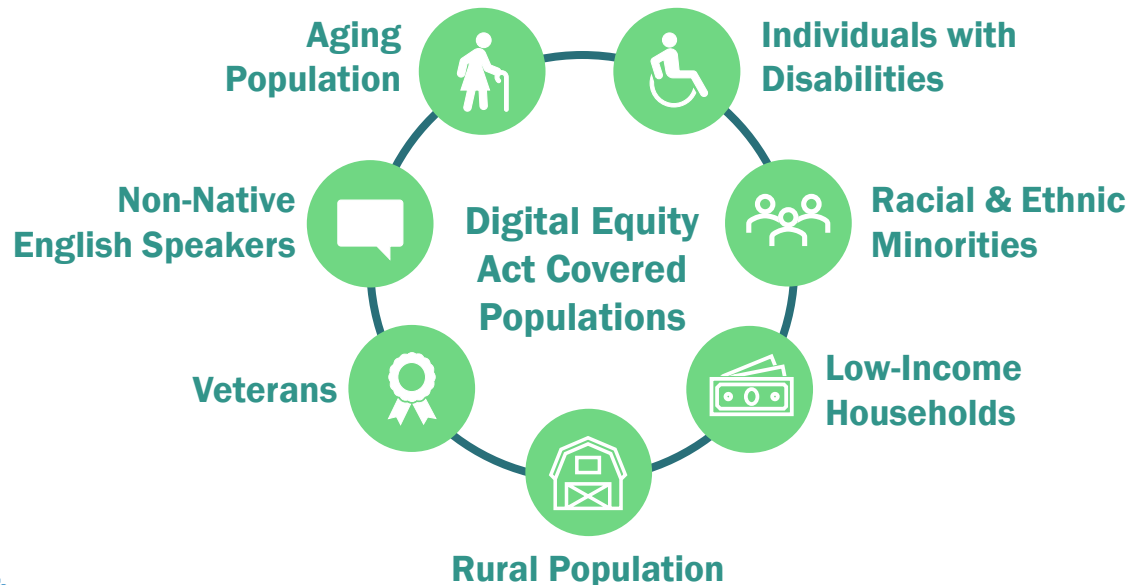 Aging
Population
Individuals with
Disabilities
Non-Native
English Speakers
Digital Equity
Act Covered
Populations
Racial & Ethnic
Minorities
Veterans
Low-Income
Households
Rural Population